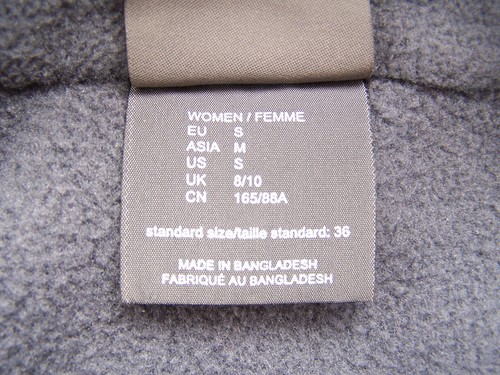 WOMEN / FEMME
EU S
ASIA M
US S
UK 8/10
CN 165/88A
standard size/taille standard: 36
MADE IN BANGLADESH
FABRIQUÉ AU BANGLADESH